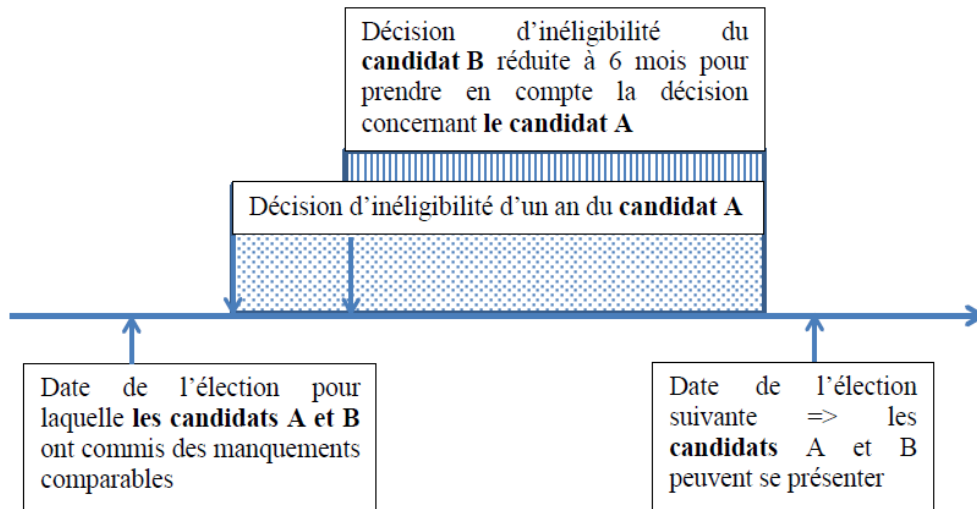 Décision d’inéligibilité du
candidat B réduite à 6 mois pour
prendre en compte la décision
concernant le candidat A
Décision d’inéligibilité d’un an du candidat A
Date de l’élection pour
laquelle les candidats A et B
ont commis des manquements
comparables
Date de l’élection
suivante => les
candidats A et B
peuvent se présenter